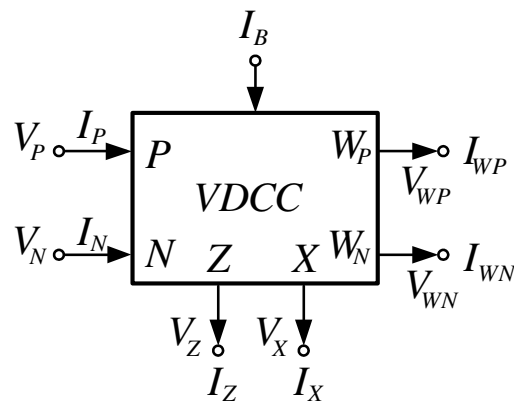 I_B
V_P I_P P W_P I_WP
V_WP
VDCC
V_N I_N N Z X W_N I_WN
V_WN
V_Z V_X
I_Z I_X